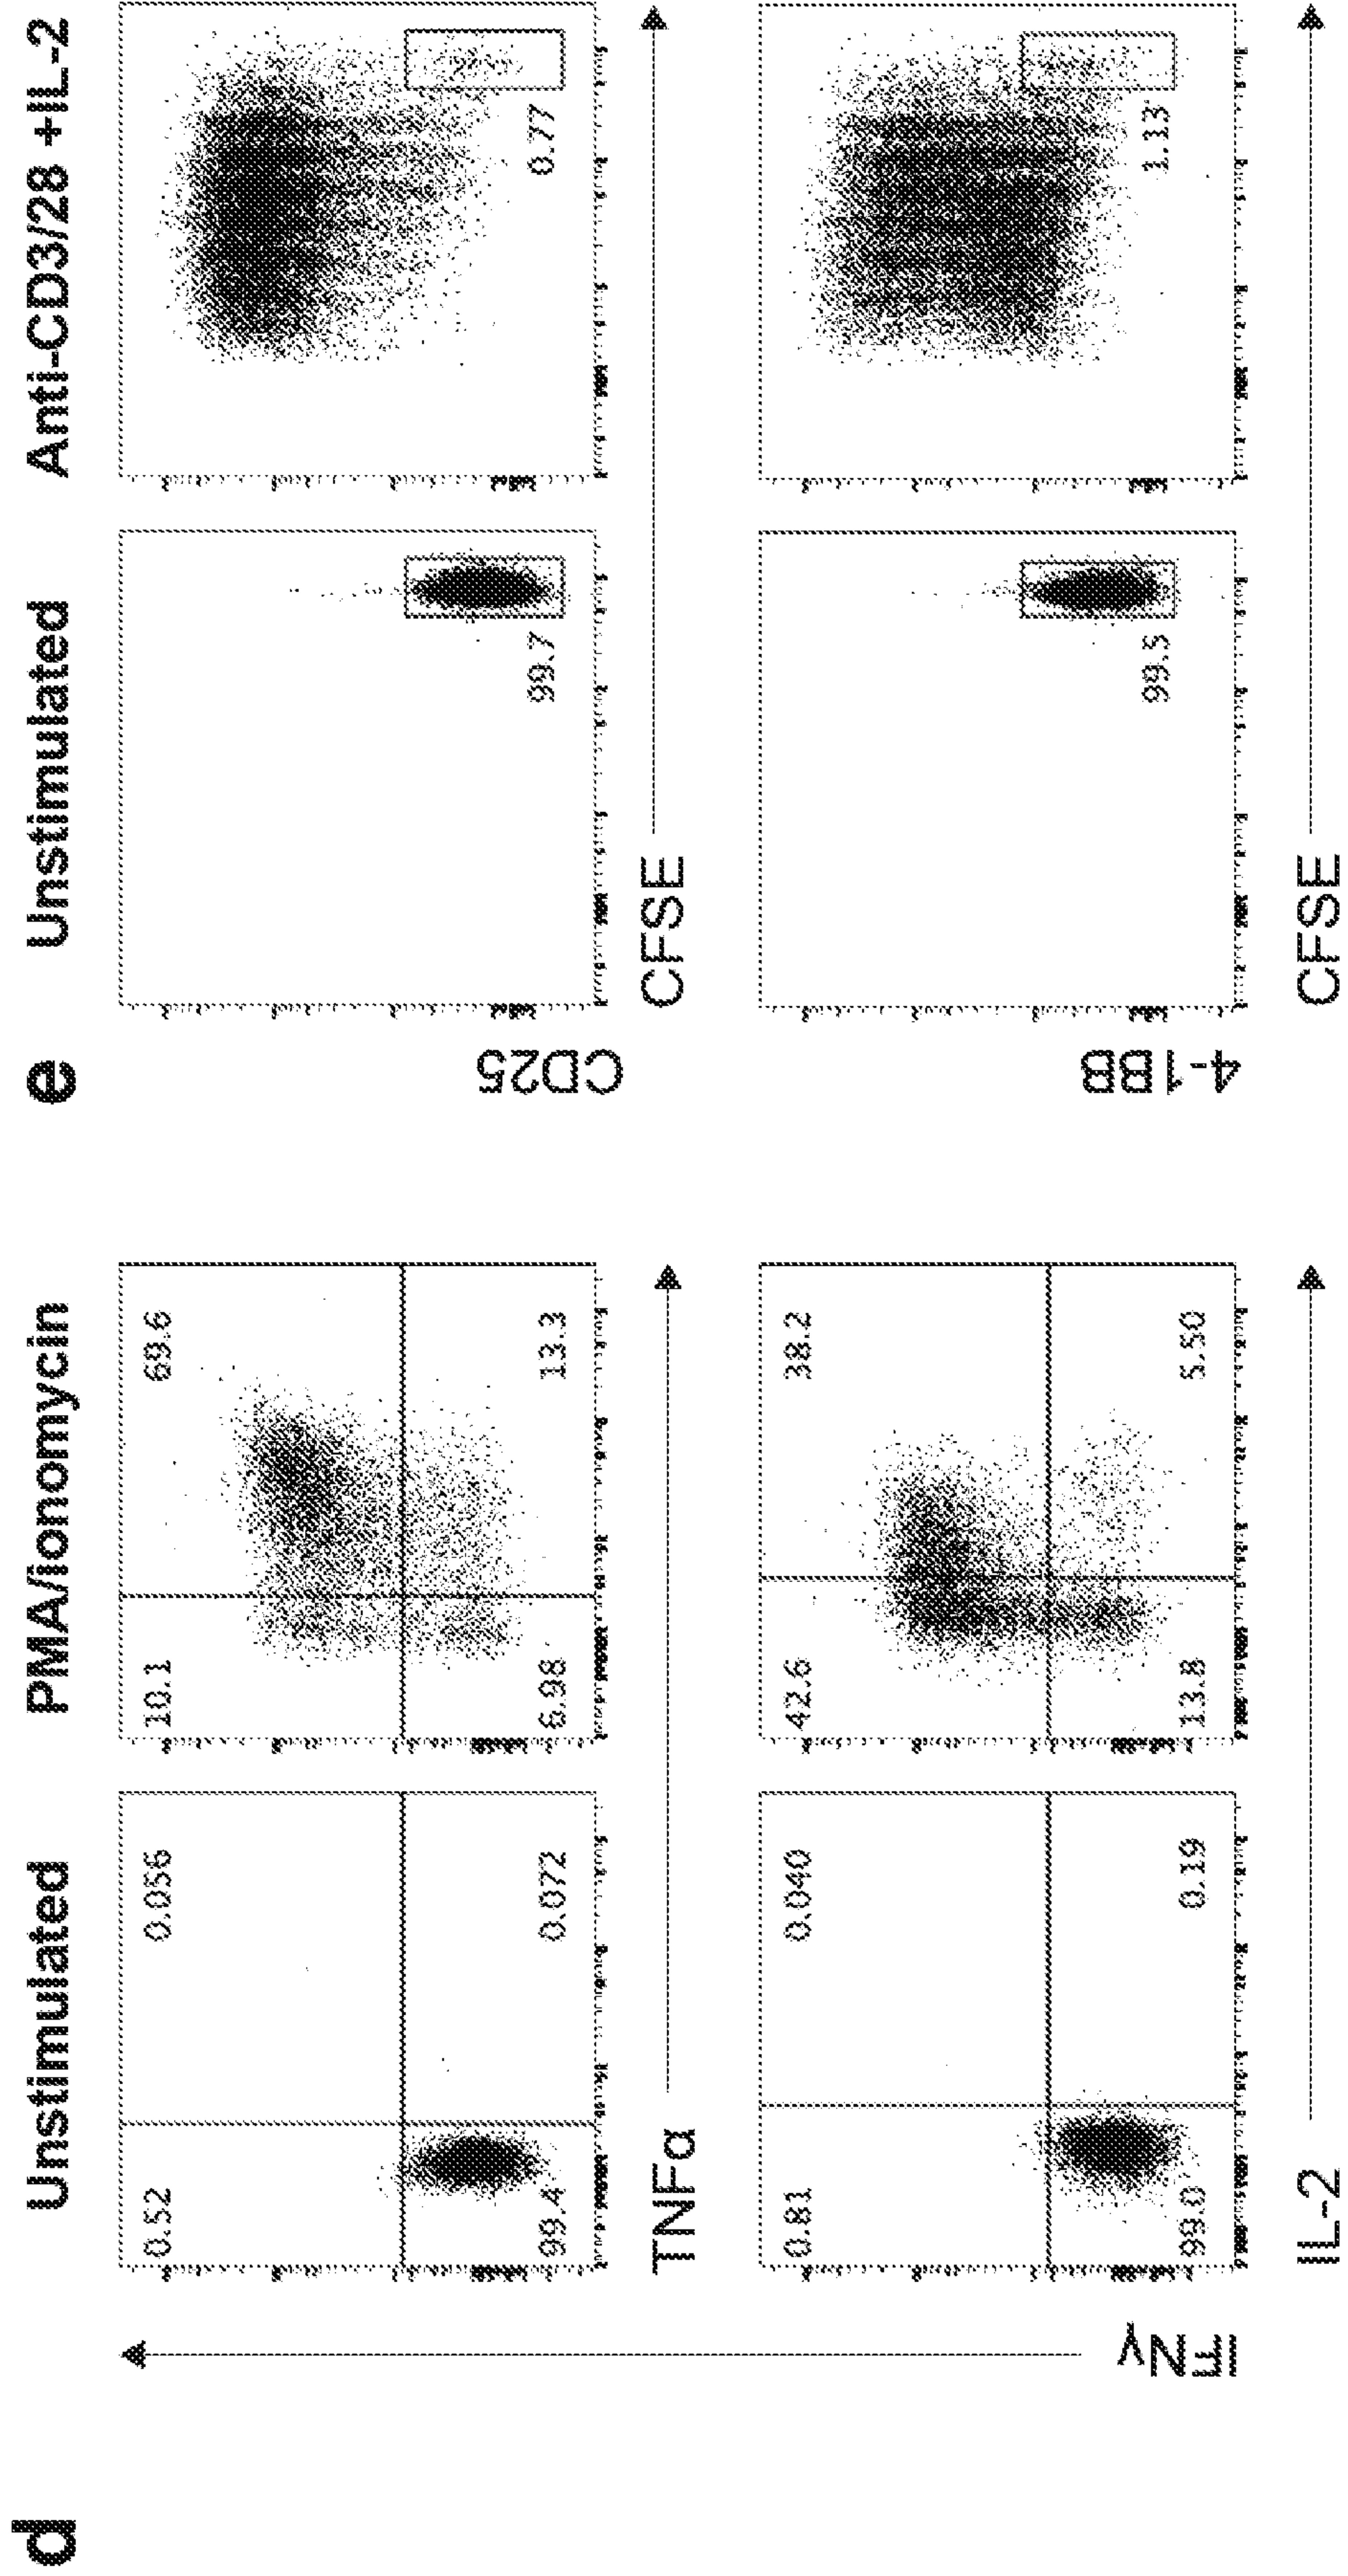 d
Unstimulated
PMA/ionomycin
0.52
0.056
99.4
0.072
10.1
69.6
6.98
13.3
TNFα
0.81
0.040
99.0
0.19
42.6
38.2
13.8
5.50
IFNγ
IL-2
e
Unstimulated
Anti-CD3/28 +IL-2
CD25
99.7
0.77
CFSE
4-1BB
99.5
1.13
CFSE